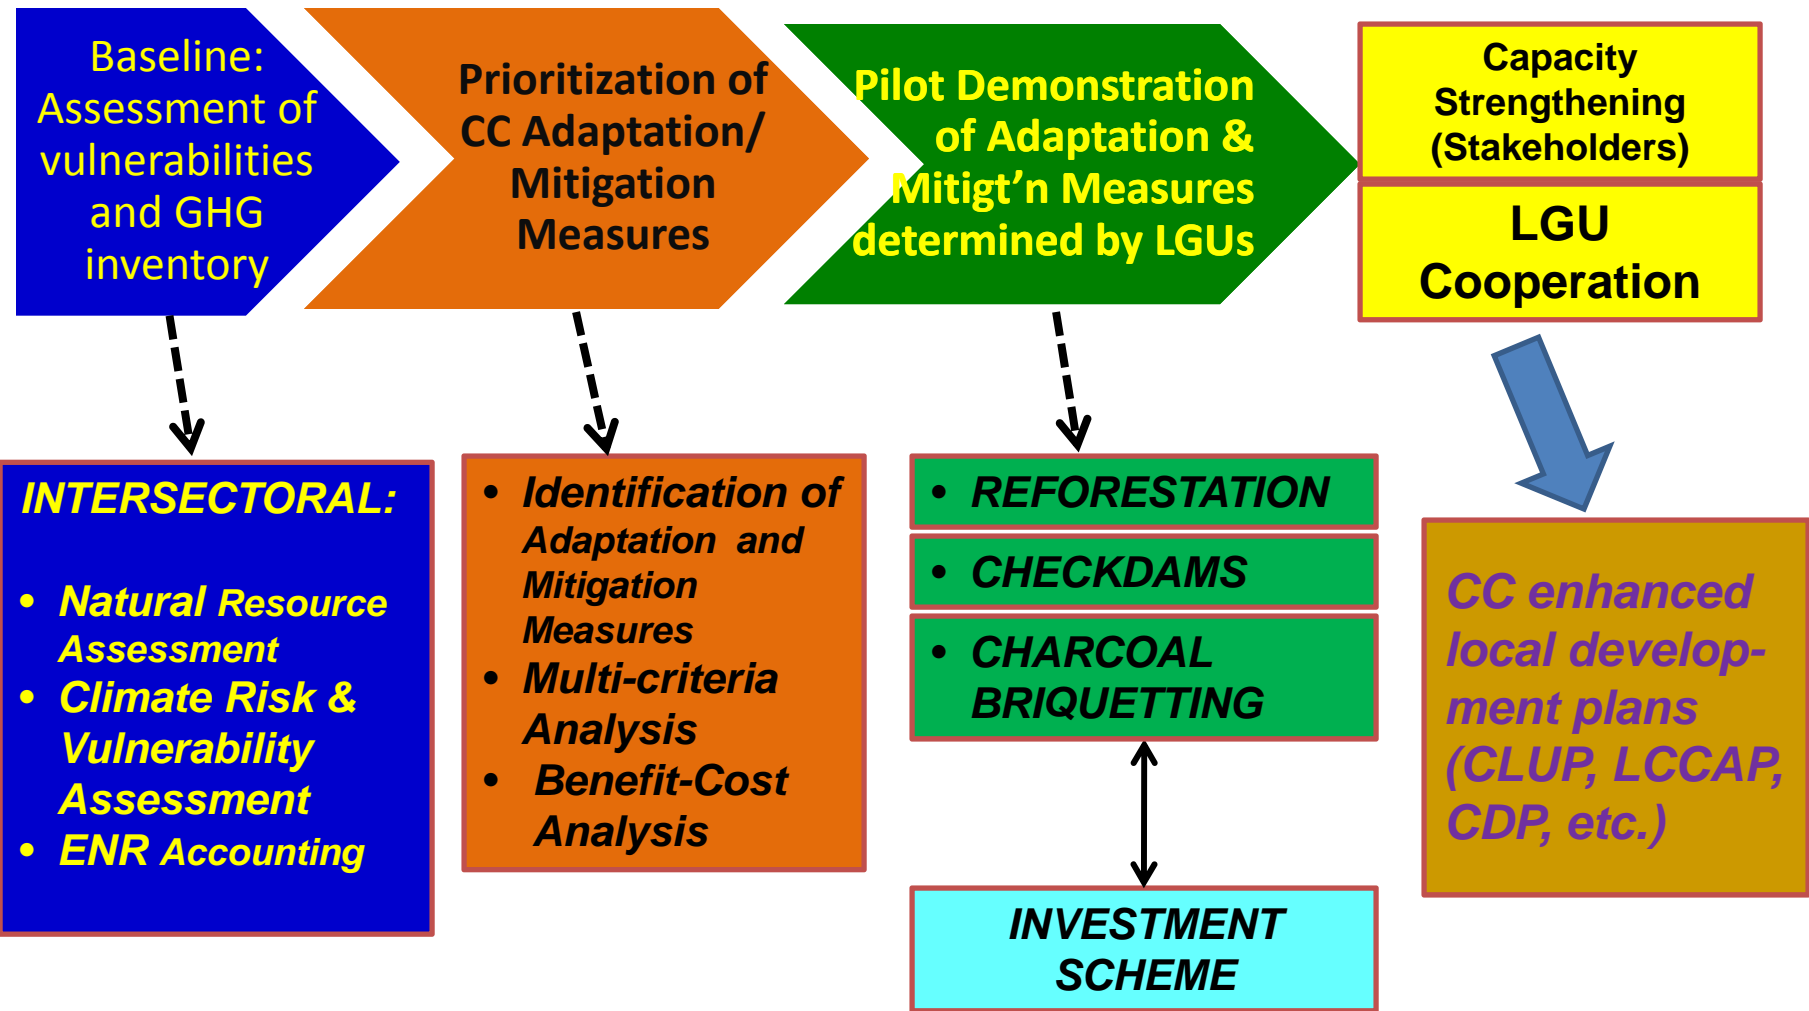 Baseline:
Assessment of
vulnerabilities
and GHG
inventory
Prioritization of
CC Adaptation/
Mitigation
Measures
Pilot Demonstration
of Adaptation &
Mitigt’n Measures
determined by LGUs
Capacity
Strengthening
(Stakeholders)
LGU
Cooperation
INTERSECTORAL:
• Natural Resource
Assessment
• Climate Risk &
Vulnerability
Assessment
• ENR Accounting
• Identification of
Adaptation and
Mitigation
Measures
• Multi-criteria
Analysis
• Benefit-Cost
Analysis
• REFORESTATION
• CHECKDAMS
• CHARCOAL
BRIQUETTING
INVESTMENT
SCHEME
CC enhanced
local develop-
ment plans
(CLUP, LCCAP,
CDP, etc.)